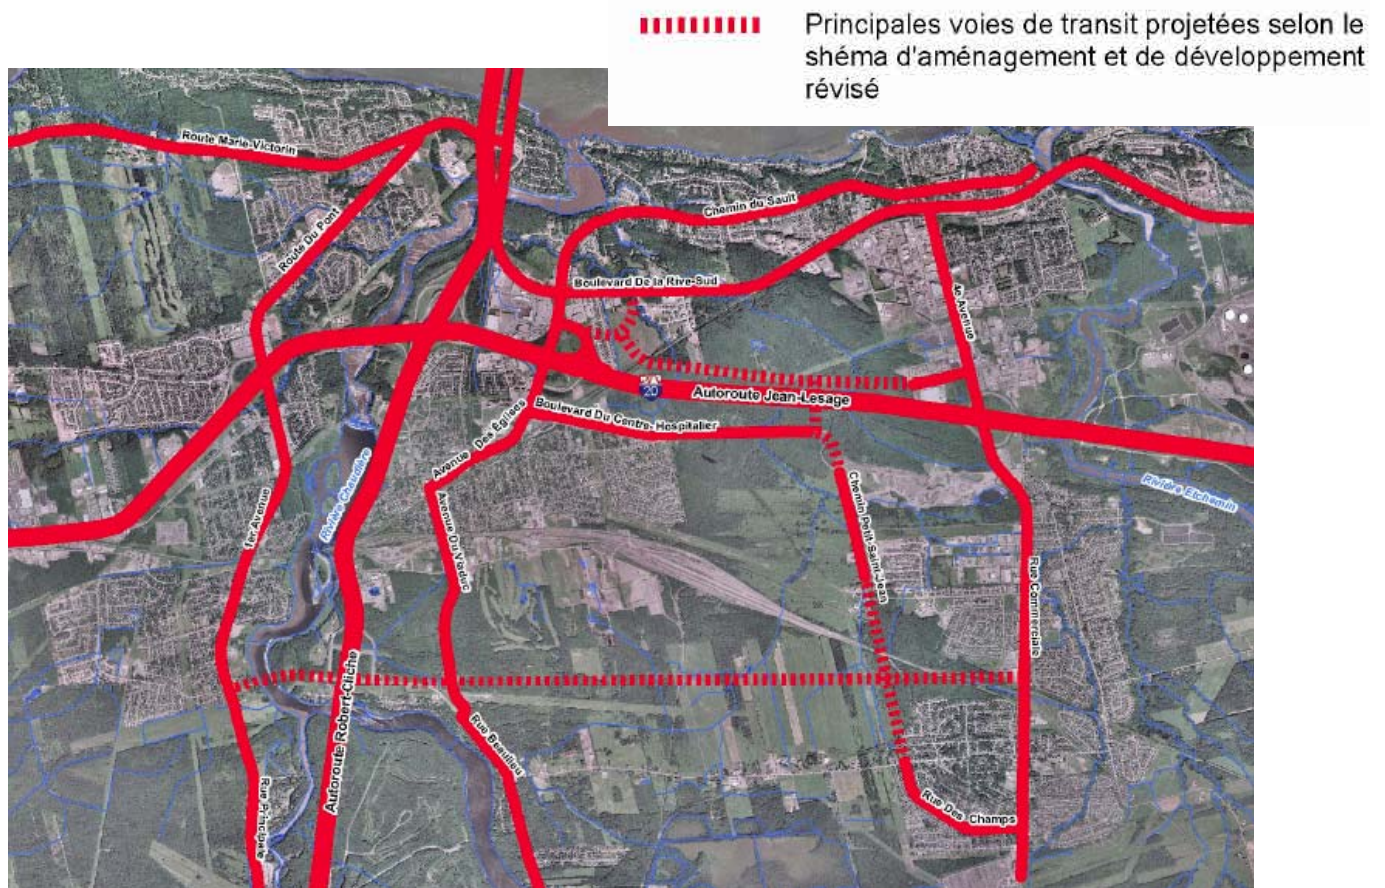 Principales voies de transit projetées selon le
shéma d'aménagement et de développement
révisé
Route Marie-Victorin
Route Du Pont
Chemin du Sault
Boulevard De la Rive-Sud
4e Avenue
20
Autoroute Jean-Lesage
Boulevard Du Centre-Hospitalier
Avenue Des Églises
Rivière Chaudière
Rivière Etchemin
1er Avenue
Avenue Du Viaduc
Chemin Petit-Saint-Jean
Rue Commerciale
Autoroute Robert-Cliche
Rue Beaulieu
Rue Principale
Rue Des Champs